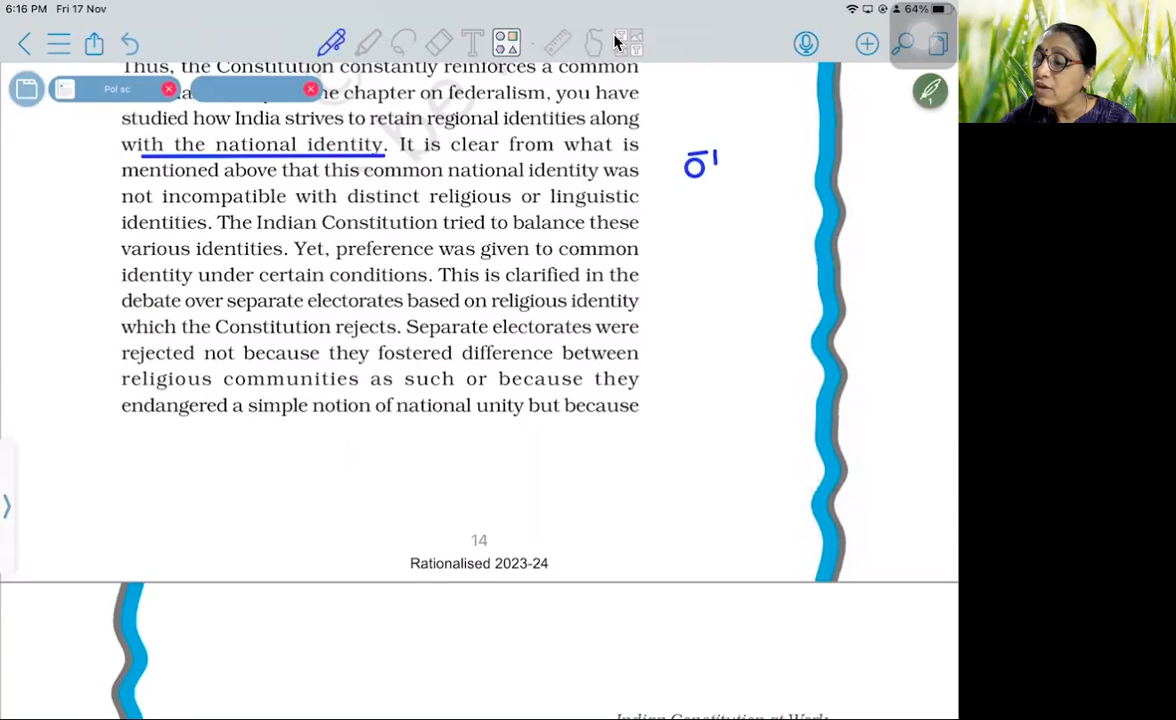 6:16 PM Fri 17 Nov
64%
Pol sc
Thus, the Constitution constantly reinforces a common
he chapter on federalism, you have
studied how India strives to retain regional identities along
with the national identity. It is clear from what is
mentioned above that this common national identity was
not incompatible with distinct religious or linguistic
identities. The Indian Constitution tried to balance these
various identities. Yet, preference was given to common
identity under certain conditions. This is clarified in the
debate over separate electorates based on religious identity
which the Constitution rejects. Separate electorates were
rejected not because they fostered difference between
religious communities as such or because they
endangered a simple notion of national unity but because
14
Rationalised 2023-24
Indian Constitution at Work